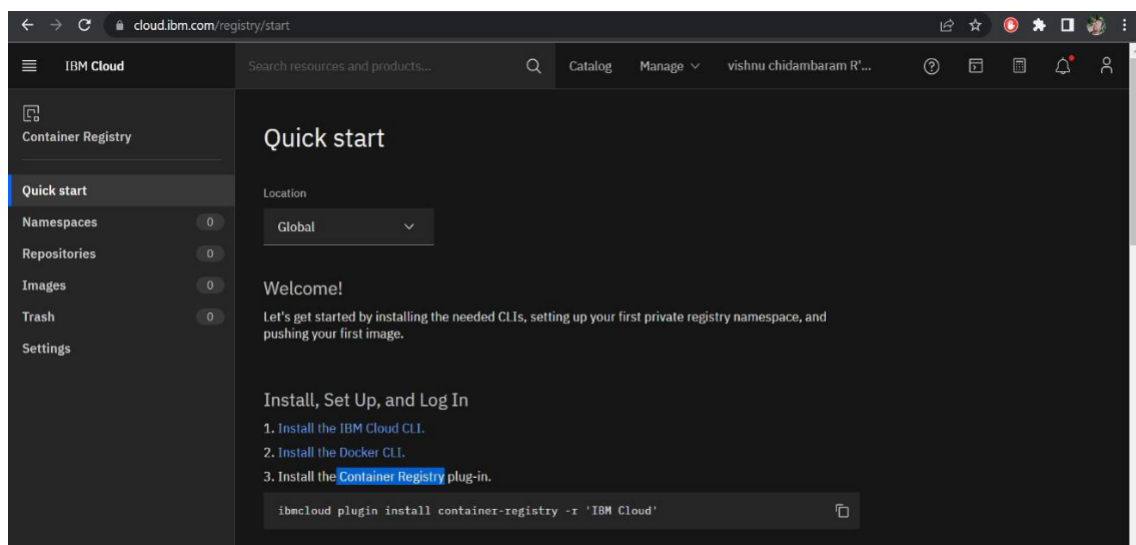 cloud.ibm.com/registry/start
IBM Cloud
Search resources and products...
Catalog
Manage
vishnu chidambaram R'...
Container Registry
Quick start
Namespaces 0
Repositories 0
Images 0
Trash 0
Settings
Quick start
Location
Global
Welcome!
Let's get started by installing the needed CLIs, setting up your first private registry namespace, and
pushing your first image.
Install, Set Up, and Log In
1. Install the IBM Cloud CLI.
2. Install the Docker CLI.
3. Install the Container Registry plug-in.
ibmcloud plugin install container-registry -r 'IBM Cloud'